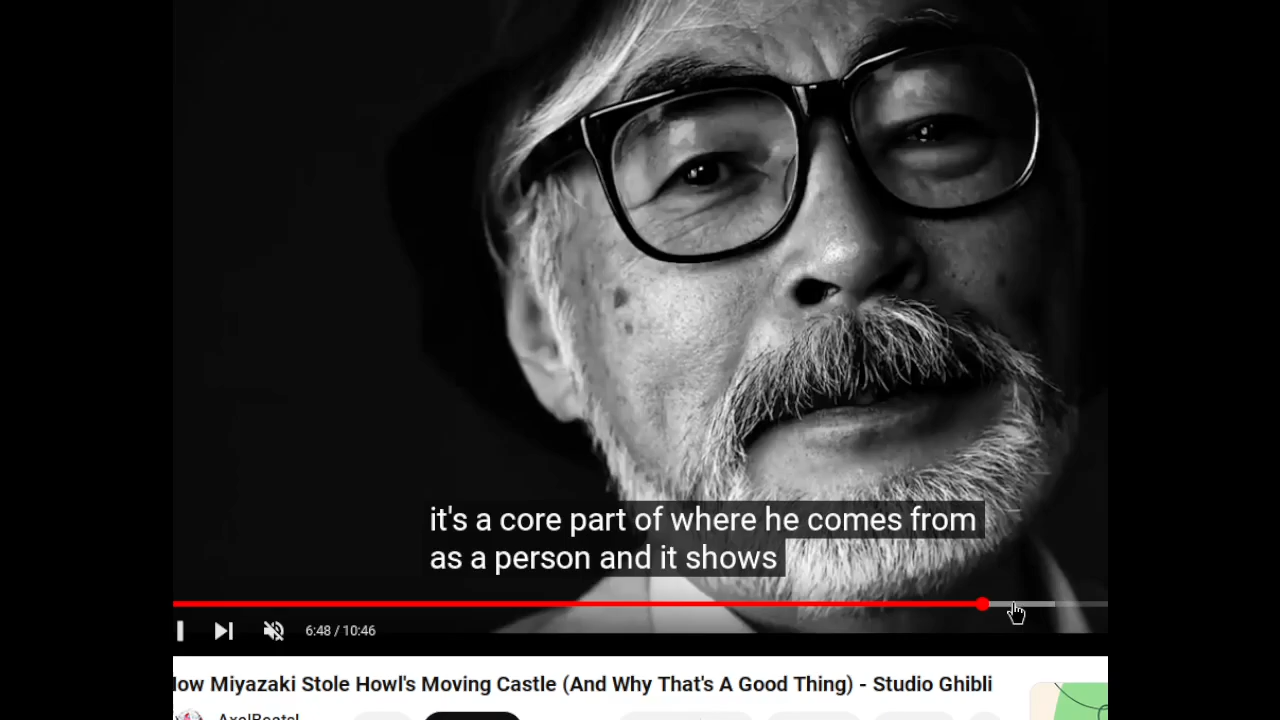 it's a core part of where he comes from
as a person and it shows
6:48 / 10:46
How Miyazaki Stole Howl's Moving Castle (And Why That's A Good Thing) - Studio Ghibli